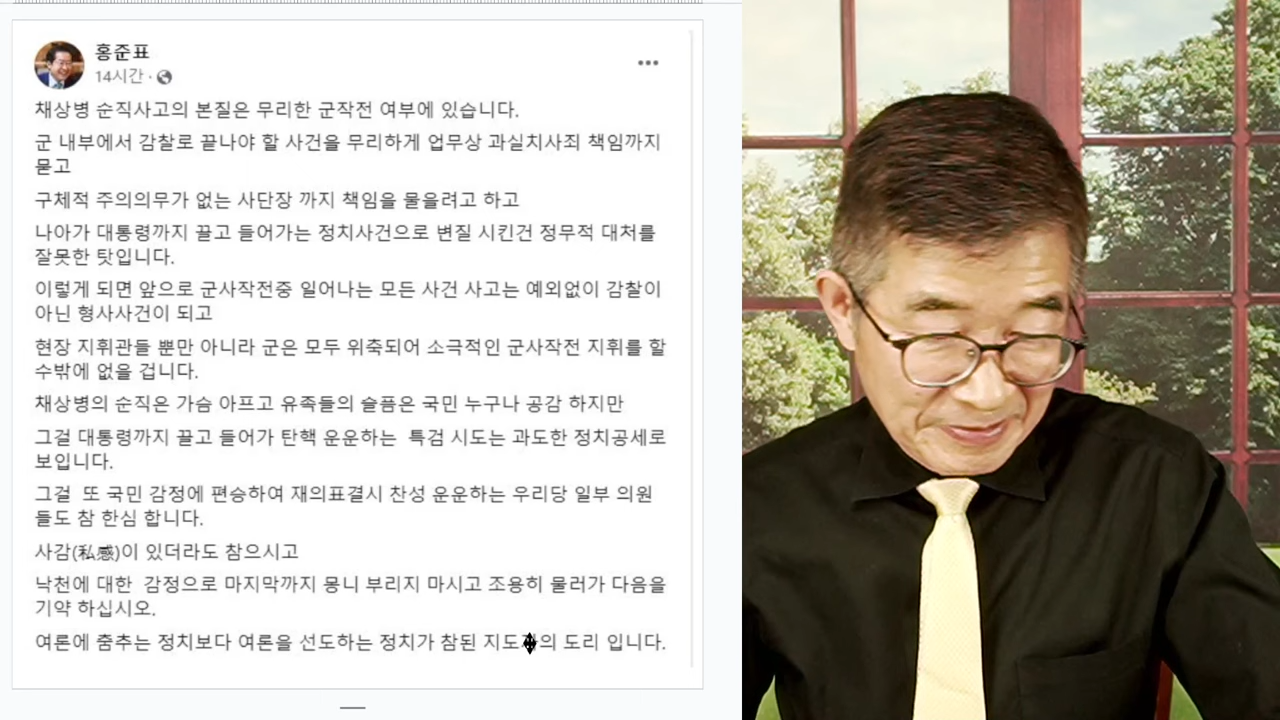 홍준표
14시간 ·
채상병 순직사고의 본질은 무리한 군작전 여부에 있습니다.
군 내부에서 감찰로 끝나야 할 사건을 무리하게 업무상 과실치사죄 책임까지
묻고
구체적 주의의무가 없는 사단장 까지 책임을 물을려고 하고
나아가 대통령까지 끌고 들어가는 정치사건으로 변질 시킨건 정무적 대처를
잘못한 탓입니다.
이렇게 되면 앞으로 군사작전중 일어나는 모든 사건 사고는 예외없이 감찰이
아닌 형사사건이 되고
현장 지휘관들 뿐만 아니라 군은 모두 위축되어 소극적인 군사작전 지휘를 할
수밖에 없을 겁니다.
채상병의 순직은 가슴 아프고 유족들의 슬픔은 국민 누구나 공감 하지만
그걸 대통령까지 끌고 들어가 탄핵 운운하는 특검 시도는 과도한 정치공세로
보입니다.
그걸 또 국민 감정에 편승하여 재의표결시 찬성 운운하는 우리당 일부 의원
들도 참 한심 합니다.
사감(私感)이 있더라도 참으시고
낙천에 대한 감정으로 마지막까지 몽니 부리지 마시고 조용히 물러가 다음을
기약 하십시오.
여론에 춤추는 정치보다 여론을 선도하는 정치가 참된 도리 입니다.